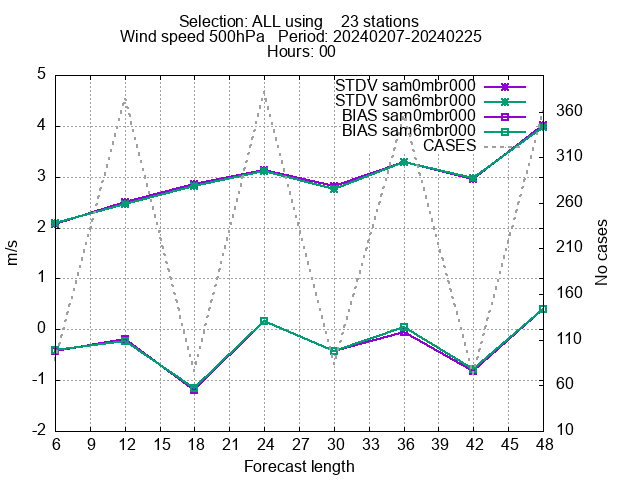 Selection: ALL using    23 stations
Wind speed 500hPa   Period: 20240207-20240225
Hours: 00
STDV sam0mbr000
STDV sam6mbr000
BIAS sam0mbr000
BIAS sam6mbr000
CASES
5
4
3
2
1
0
-1
-2
m/s
360
310
260
210
160
110
60
10
No cases
6 9 12 15 18 21 24 27 30 33 36 39 42 45 48
Forecast length